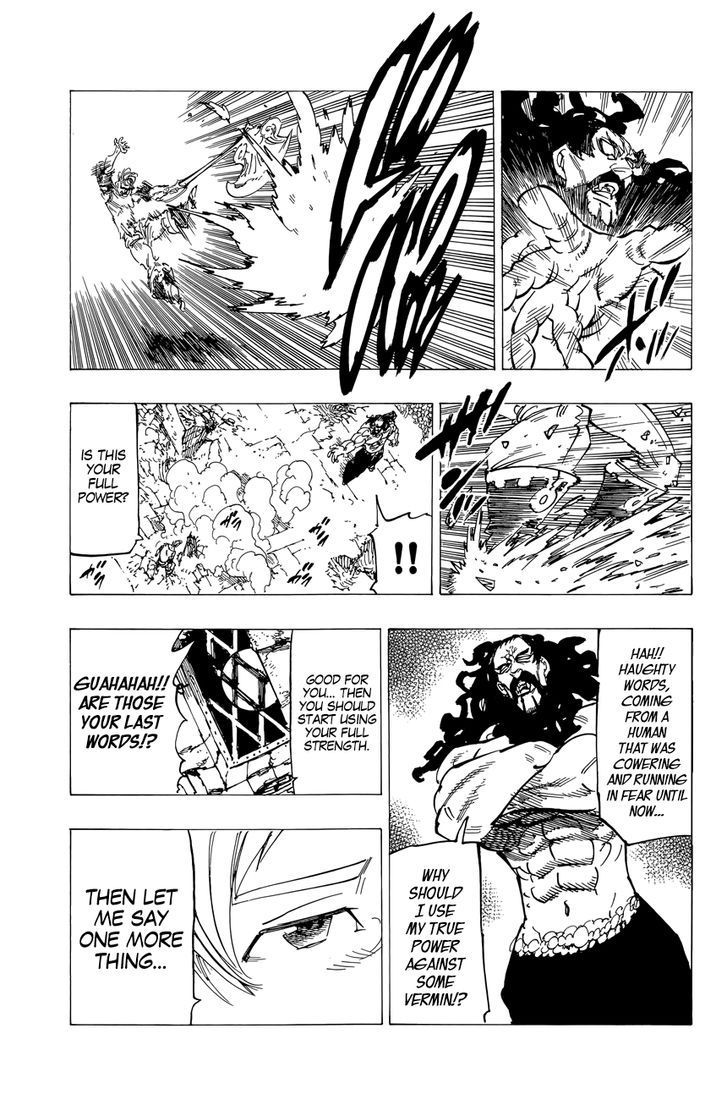 IS THIS
YOUR
FULL
POWER?
!!
HAH!!
HAUGHTY
WORDS,
COMING
FROM A
HUMAN
THAT WAS
COWERING
AND RUNNING
IN FEAR UNTIL
NOW...
WHY
SHOULD
I USE
MY TRUE
POWER
AGAINST
SOME
VERMIN!?
GOOD FOR
YOU... THEN
YOU SHOULD
START USING
YOUR FULL
STRENGTH.
GUAHAHAH!!
ARE THOSE
YOUR LAST
WORDS!?
THEN LET
ME SAY
ONE MORE
THING...